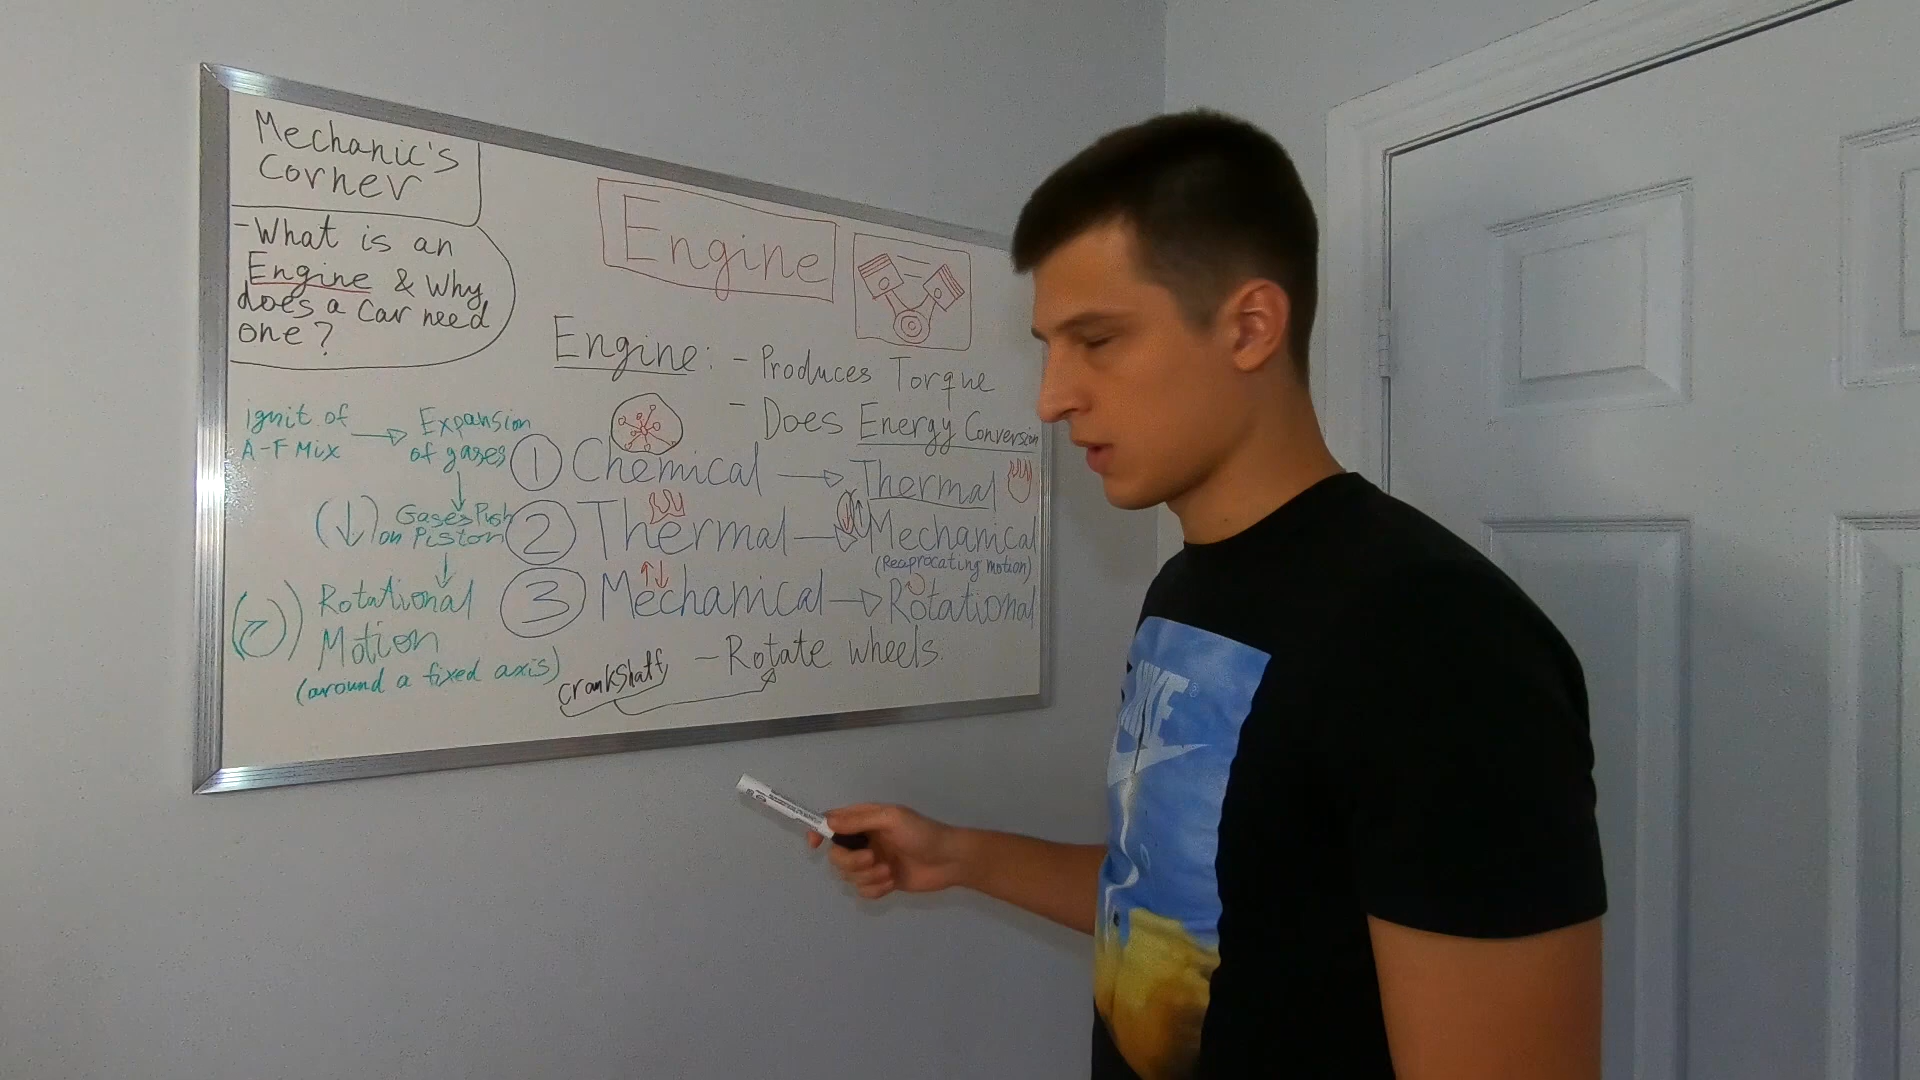 Mechanic's
Corner
-What is an
Engine & Why
does a Car need
one?
Engine
Engine: - Produces Torque
- Does Energy Conversion
① Chemical → Thermal
② Thermal → Mechanical
(Reaprocating motion)
③ Mechanical → Rotational
- Rotate wheels.
crankshaft
ignit of
A-F Mix → Expansion
of gases
(↓) Gases Push
on Piston
Rotational
Motion
(around a fixed axis)
NIKE